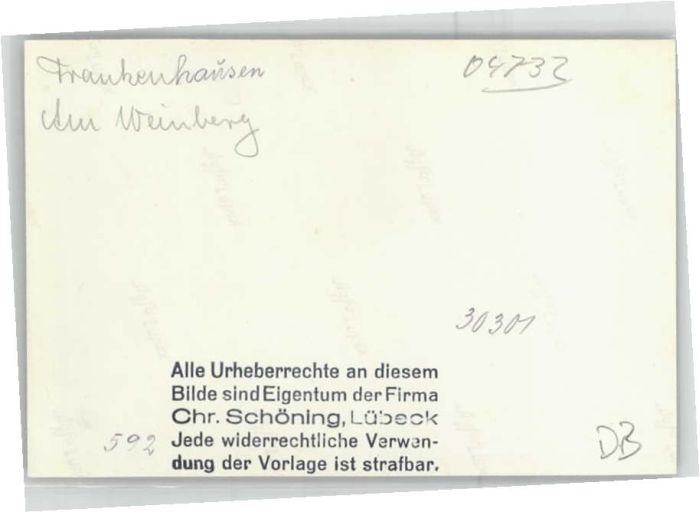 Frankenhausen
Am Weinberg
04732
30301
Alle Urheberrechte an diesem
Bilde sind Eigentum der Firma
Chr. Schöning, Lübeck
592
Jede widerrechtliche Verwen-
dung der Vorlage ist strafbar.
DB